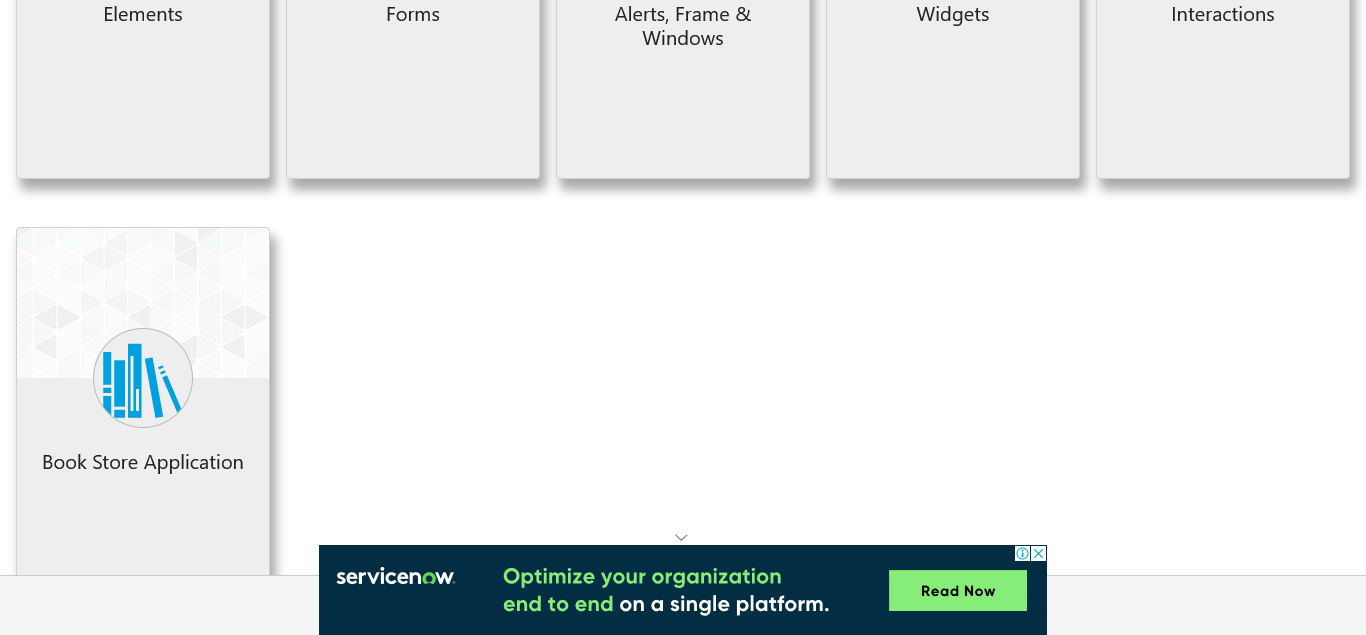 Elements
Forms
Alerts, Frame &
Windows
Widgets
Interactions
Book Store Application
servicenow
Optimize your organization
end to end on a single platform.
Read Now